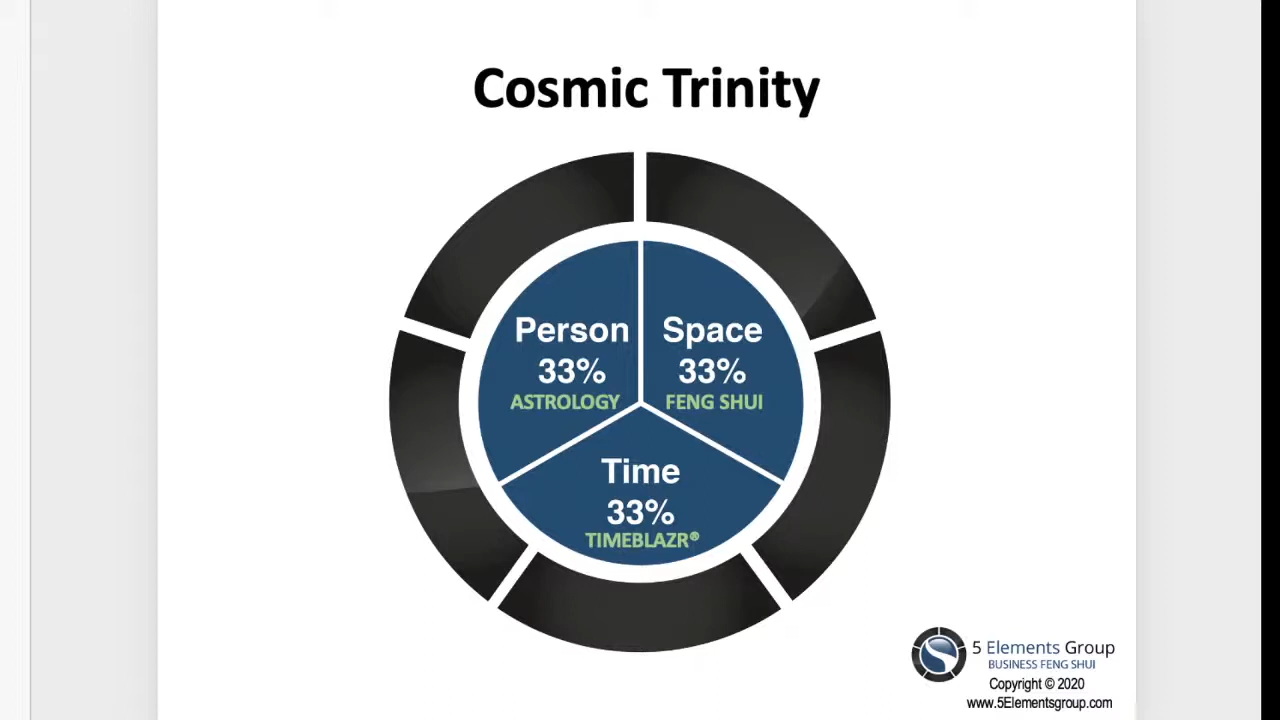 Cosmic Trinity
Person
33%
ASTROLOGY
Space
33%
FENG SHUI
Time
33%
TIMEBLAZR®
5 Elements Group
BUSINESS FENG SHUI
Copyright © 2020
www.5Elementsgroup.com